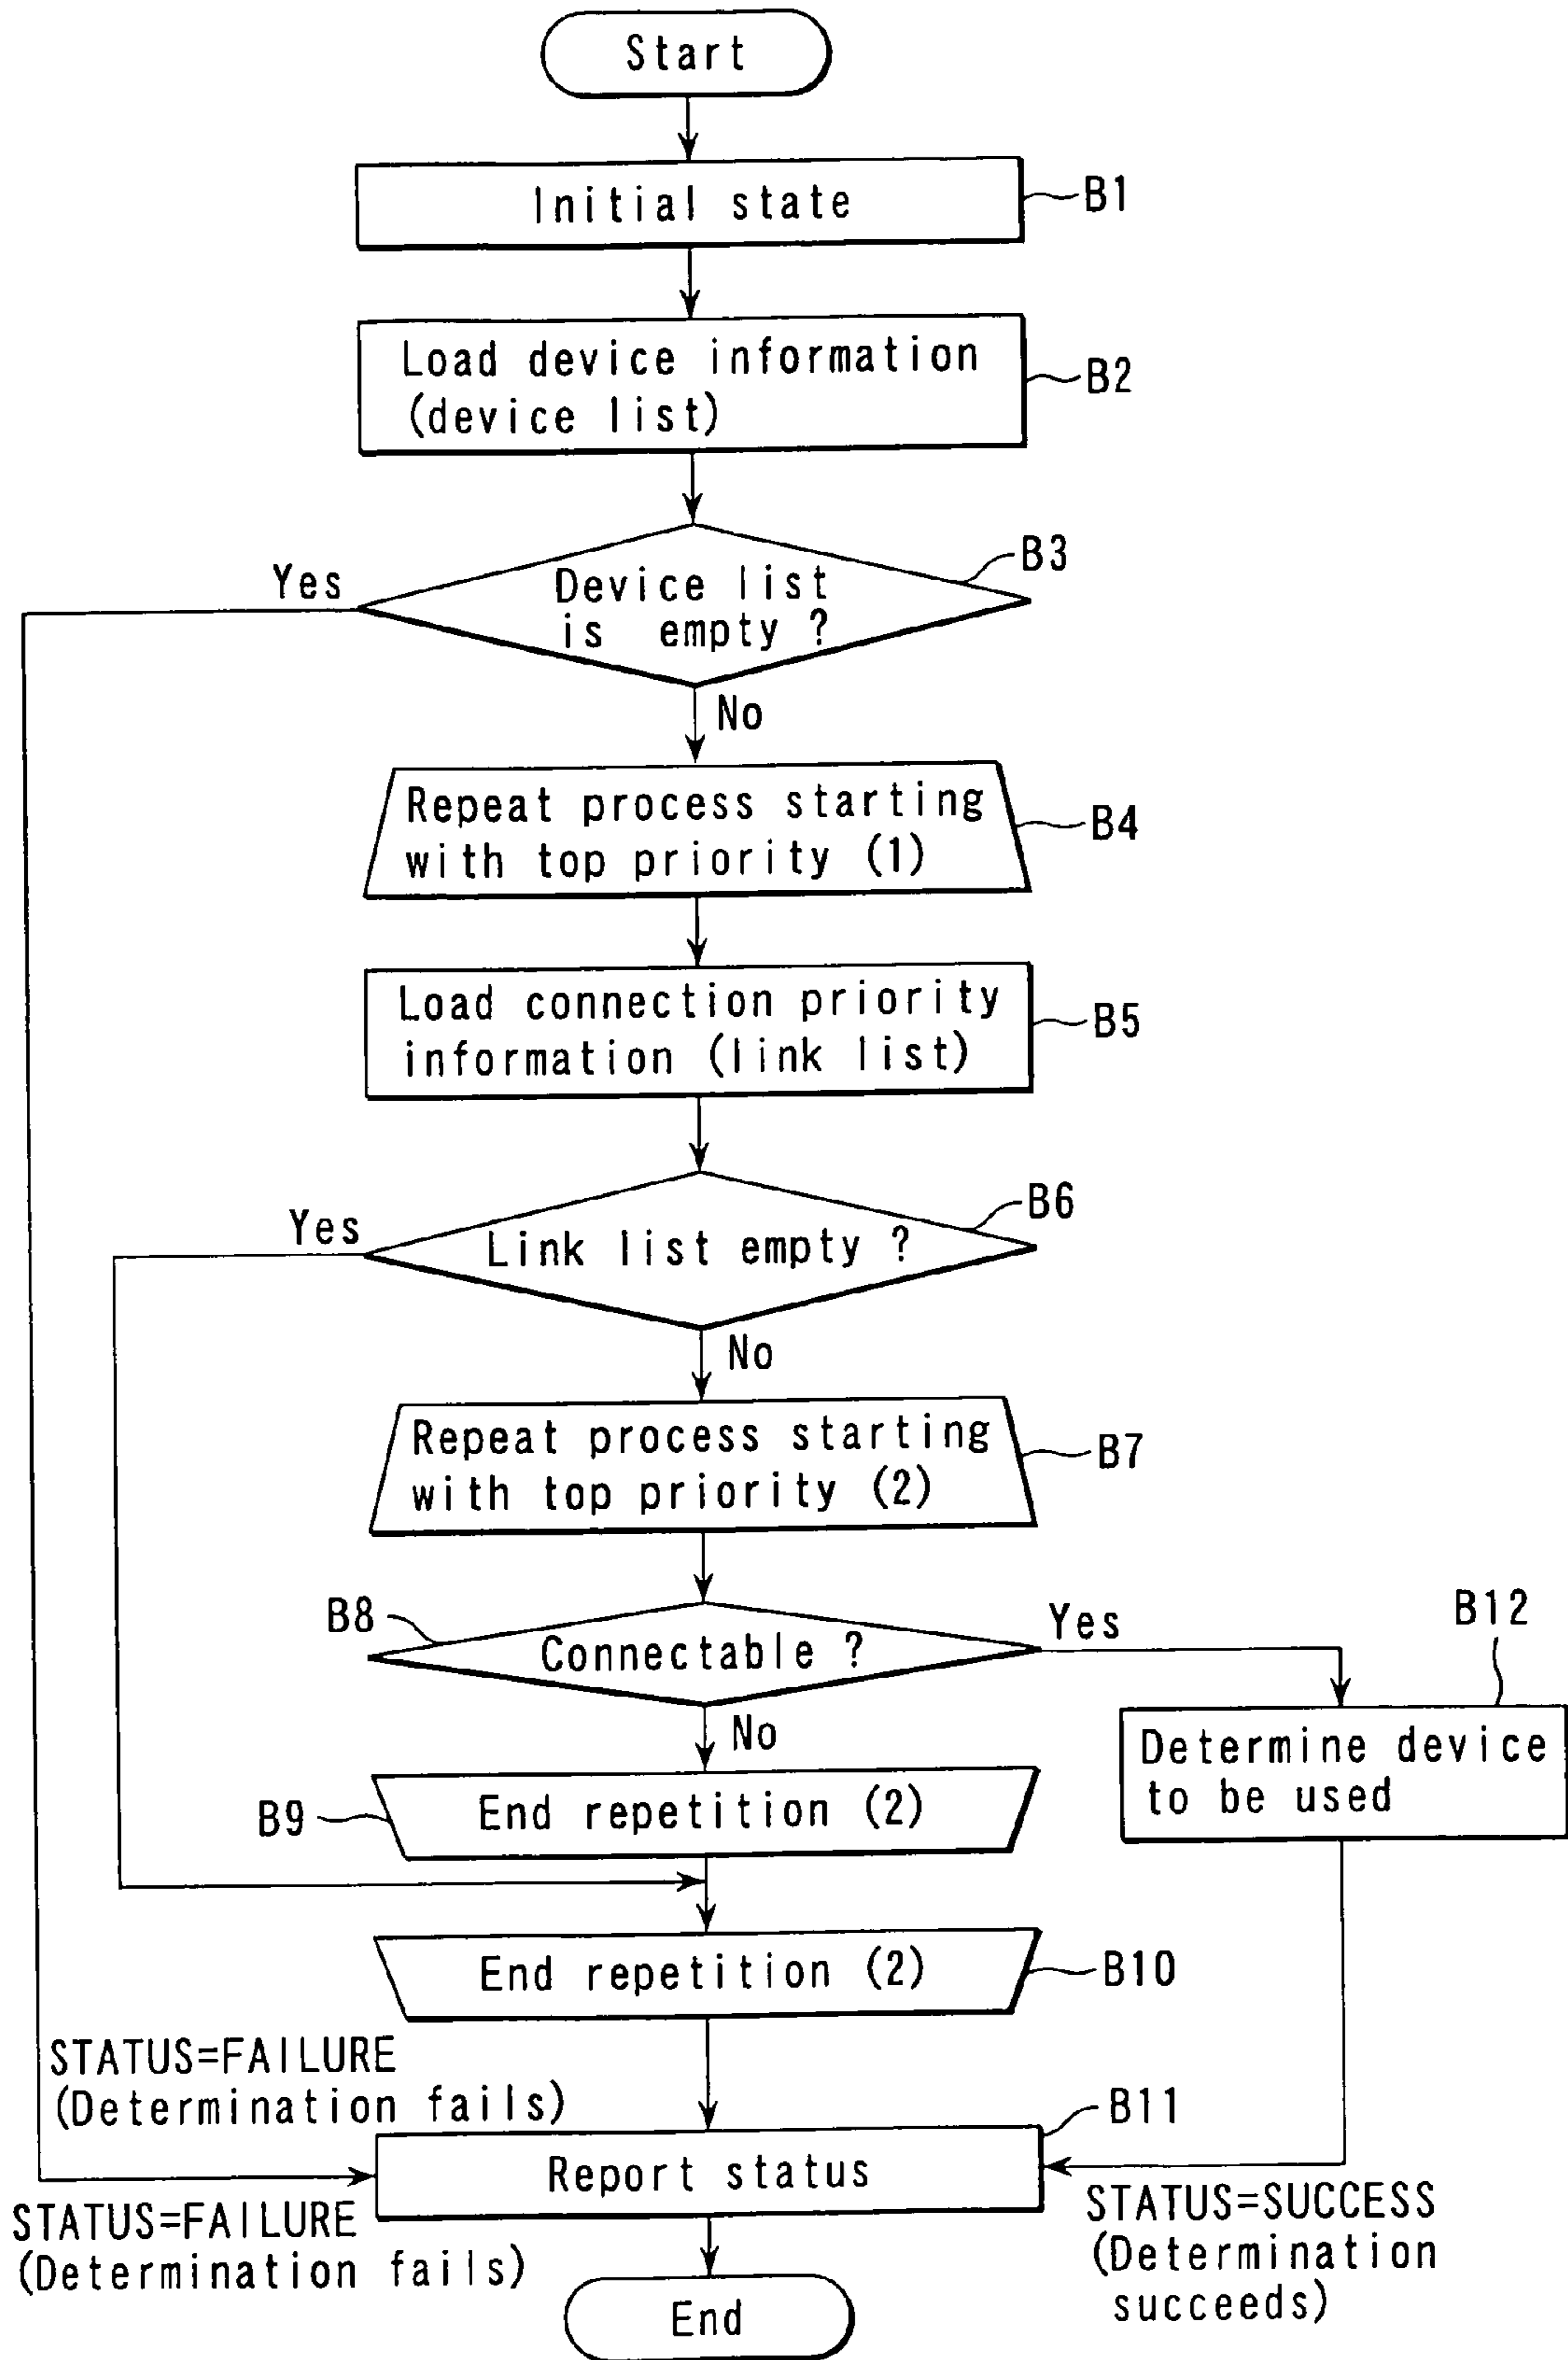 Start
Initial state
B1
Load device information
(device list)
B2
B3
Yes
Device list
is empty ?
No
Repeat process starting
with top priority (1)
B4
Load connection priority
information (link list)
B5
B6
Yes
Link list empty ?
No
Repeat process starting
with top priority (2)
B7
B8
Connectable ?
Yes
B12
No
Determine device
to be used
B9
End repetition (2)
End repetition (2)
B10
STATUS=FAILURE
(Determination fails)
B11
Report status
STATUS=FAILURE
(Determination fails)
STATUS=SUCCESS
(Determination
succeeds)
End